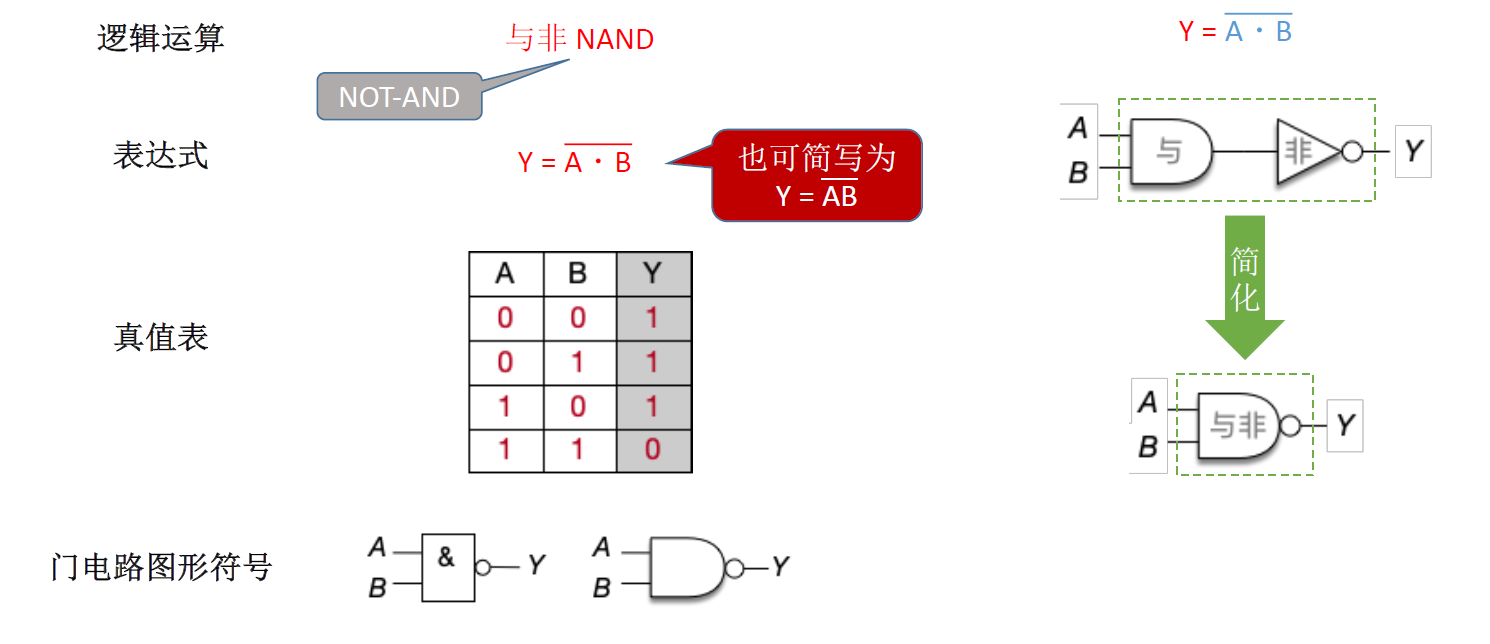 逻辑运算
与非 NAND
NOT-AND
表达式
Y = \overline{A · B}
也可简写为
Y = \overline{AB}
真值表
A B Y
0 0 1
0 1 1
1 0 1
1 1 0
门电路图形符号
A
B
&
Y
A
B
Y
Y = \overline{A · B}
A
B
与
非
Y
简
化
A
B
与非
Y